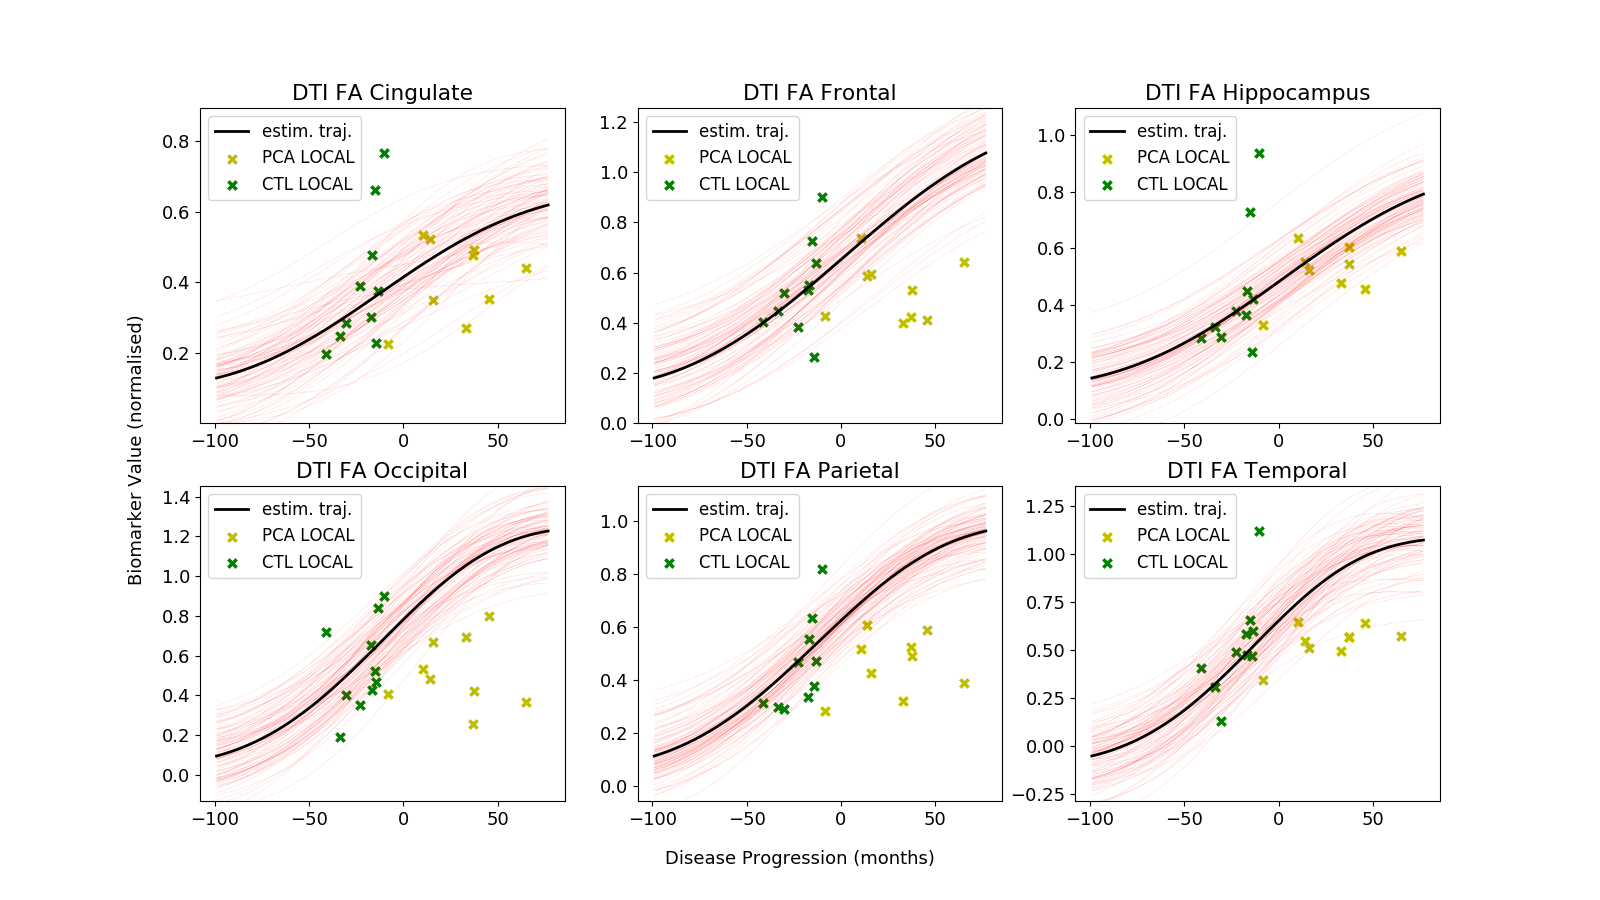 DTI FA Cingulate
0.8
0.6
0.4
0.2
−100
−50
0
50
estim. traj.
PCA LOCAL
CTL LOCAL
DTI FA Frontal
1.2
1.0
0.8
0.6
0.4
0.2
0.0
−100
−50
0
50
estim. traj.
PCA LOCAL
CTL LOCAL
DTI FA Hippocampus
1.0
0.8
0.6
0.4
0.2
0.0
−100
−50
0
50
estim. traj.
PCA LOCAL
CTL LOCAL
Biomarker Value (normalised)
DTI FA Occipital
1.4
1.2
1.0
0.8
0.6
0.4
0.2
0.0
−100
−50
0
50
estim. traj.
PCA LOCAL
CTL LOCAL
DTI FA Parietal
1.0
0.8
0.6
0.4
0.2
0.0
−100
−50
0
50
estim. traj.
PCA LOCAL
CTL LOCAL
DTI FA Temporal
1.25
1.00
0.75
0.50
0.25
0.00
−0.25
−100
−50
0
50
estim. traj.
PCA LOCAL
CTL LOCAL
Disease Progression (months)